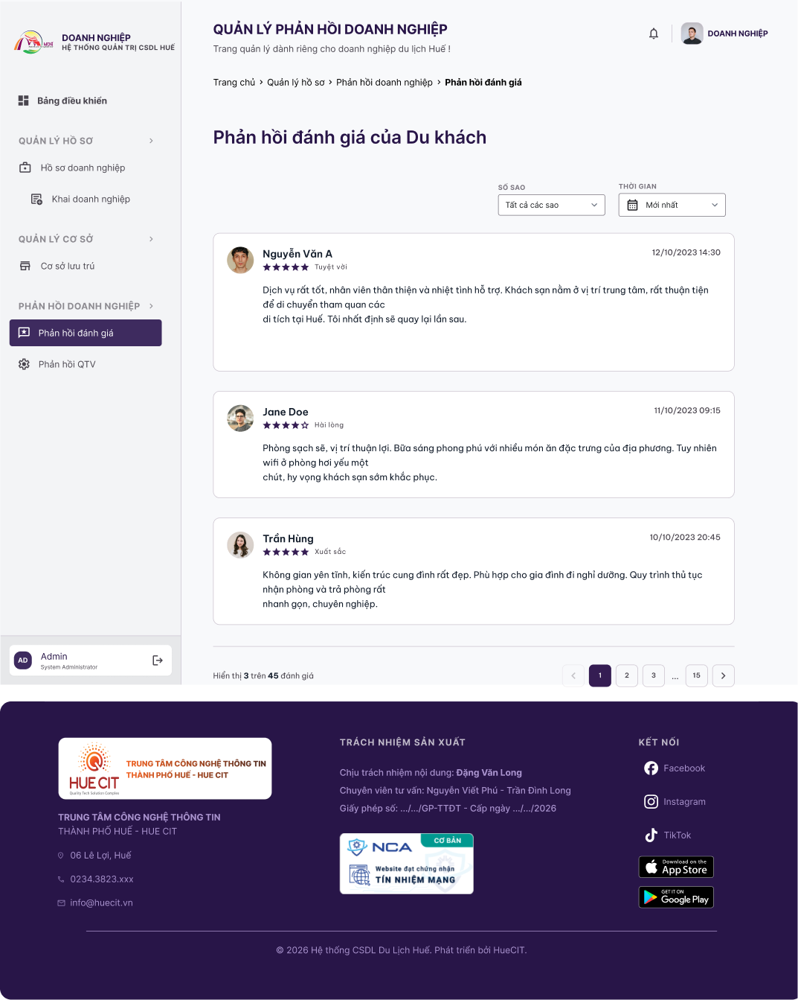 DOANH NGHIỆP
HỆ THỐNG QUẢN TRỊ CSDL HUẾ
Bảng điều khiển
QUẢN LÝ HỒ SƠ
Hồ sơ doanh nghiệp
Khai doanh nghiệp
QUẢN LÝ CƠ SỞ
Cơ sở lưu trú
PHẢN HỒI DOANH NGHIỆP
Phản hồi đánh giá
Phản hồi QTV
AD
Admin
System Administrator
QUẢN LÝ PHẢN HỒI DOANH NGHIỆP
Trang quản lý dành riêng cho doanh nghiệp du lịch Huế !
DOANH NGHIỆP
Trang chủ › Quản lý hồ sơ › Phản hồi doanh nghiệp › Phản hồi đánh giá
Phản hồi đánh giá của Du khách
SỐ SAO
Tất cả các sao
THỜI GIAN
Mới nhất
Nguyễn Văn A
12/10/2023 14:30
Tuyệt vời
Dịch vụ rất tốt, nhân viên thân thiện và nhiệt tình hỗ trợ. Khách sạn nằm ở vị trí trung tâm, rất thuận tiện
để di chuyển tham quan các
di tích tại Huế. Tôi nhất định sẽ quay lại lần sau.
Jane Doe
11/10/2023 09:15
Hài lòng
Phòng sạch sẽ, vị trí thuận lợi. Bữa sáng phong phú với nhiều món ăn đặc trưng của địa phương. Tuy nhiên
wifi ở phòng hơi yếu một
chút, hy vọng khách sạn sớm khắc phục.
Trần Hùng
10/10/2023 20:45
Xuất sắc
Không gian yên tĩnh, kiến trúc cung đình rất đẹp. Phù hợp cho gia đình đi nghỉ dưỡng. Quy trình thủ tục
nhận phòng và trả phòng rất
nhanh gọn, chuyên nghiệp.
Hiển thị 3 trên 45 đánh giá
1 2 3 ... 15
HUE CIT
Quality Tech Solution Complex
TRUNG TÂM CÔNG NGHỆ THÔNG TIN
THÀNH PHỐ HUẾ - HUE CIT
TRUNG TÂM CÔNG NGHỆ THÔNG TIN
THÀNH PHỐ HUẾ - HUE CIT
06 Lê Lợi, Huế
0234.3823.xxx
info@huecit.vn
TRÁCH NHIỆM SẢN XUẤT
Chịu trách nhiệm nội dung: Đặng Văn Long
Chuyên viên tư vấn: Nguyễn Viết Phú - Trần Đình Long
Giấy phép số: .../.../GP-TTĐT - Cấp ngày .../.../2026
NCA
CƠ BẢN
Website đạt chứng nhận
TÍN NHIỆM MẠNG
KẾT NỐI
Facebook
Instagram
TikTok
Download on the
App Store
GET IT ON
Google Play
© 2026 Hệ thống CSDL Du Lịch Huế. Phát triển bởi HueCIT.